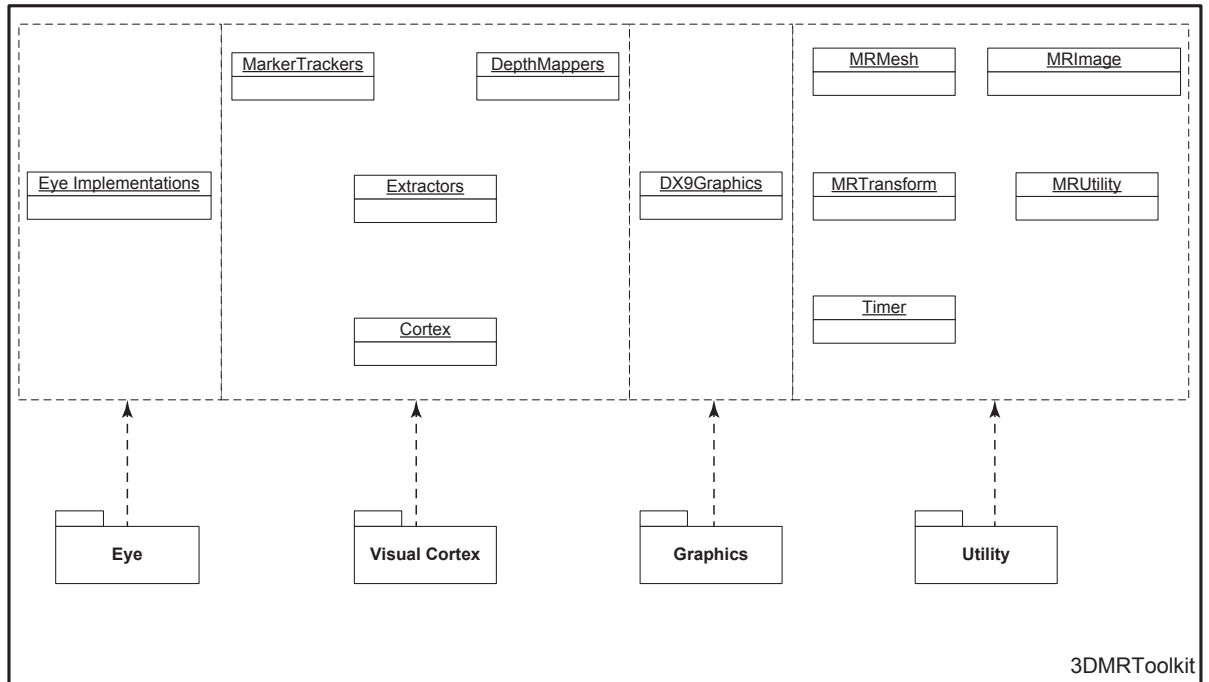 MarkerTrackers
DepthMappers
MRMesh
MRImage
Eye Implementations
Extractors
DX9Graphics
MRTransform
MRUtility
Cortex
Timer
Eye
Visual Cortex
Graphics
Utility
3DMRToolkit